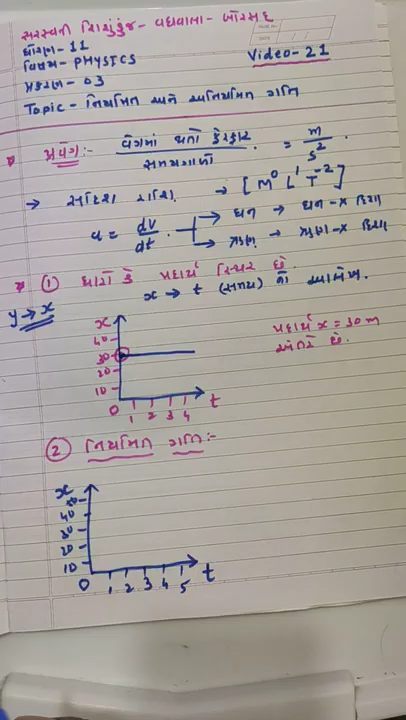 સરસ્વતી શિશુકુંજ - વઘવાલા - બોરસદ
ધોરણ - 11
વિષય - PHYSICS
Video - 21
પ્રકરણ - 03
Topic - નિયમિત અને અનિયમિત ગતિ
પ્રવેગ :- વેગમાં થતો ફેરફાર / સમયગાળો = m / s²
→ સદિશ રાશિ → [M⁰ L¹ T⁻²]
a = dv / dt
→ ધન → ધન - x દિશા
→ ઋણ → ઋણ - x દિશા
① ધારો કે પદાર્થ સ્થિર છે.
y → x
x → t (સમય) નો આલેખ.
x
40
30
20
10
0 1 2 3 4 t
પદાર્થ x = 30 m
અંતરે છે.
② નિયમિત ગતિ :-
x
50
40
30
20
10
0 1 2 3 4 5 t